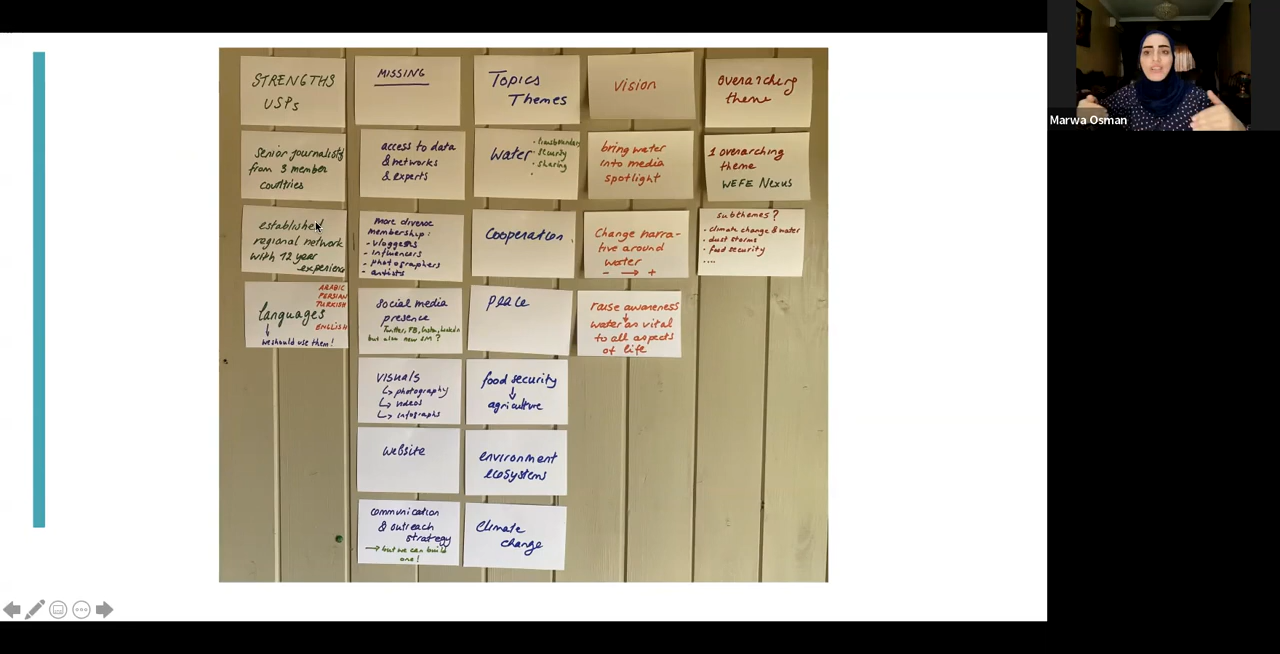 STRENGTHS
USPs
senior journalists
from 5 member
countries
established
regional network
with 12 year
experience
ARABIC
PERSIAN
TURKISH
languages
ENGLISH
we should use them!
MISSING
access to data
& networks
& experts
more diverse
membership:
- vloggers
- influencers
- photographers
- artists
social media
presence
Twitter, FB, Insta, LinkedIn
but also new SM?
visuals
photography
videos
infographs
website
communication
& outreach
strategy
→ but we can build
one!
Topics
Themes
water
• transboundary
• security
• sharing
cooperation
peace
food security
↓
agriculture
environment
ecosystems
climate
change
Vision
bring water
into media
spotlight
Change narra-
tive around
water
- → +
raise awareness
↓
water as vital
to all aspects
of life
overarching
theme
1 overarching
theme
WEFE Nexus
subthemes?
• climate change & water
• dust storms
• food security
....
Marwa Osman